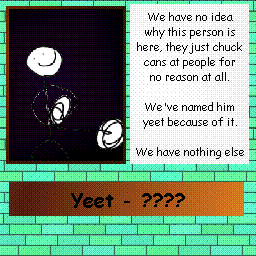 We have no idea
why this person is
here, they just chuck
cans at people for
no reason at all.
We've named him
yeet because of it.
We have nothing else
Yeet - ????